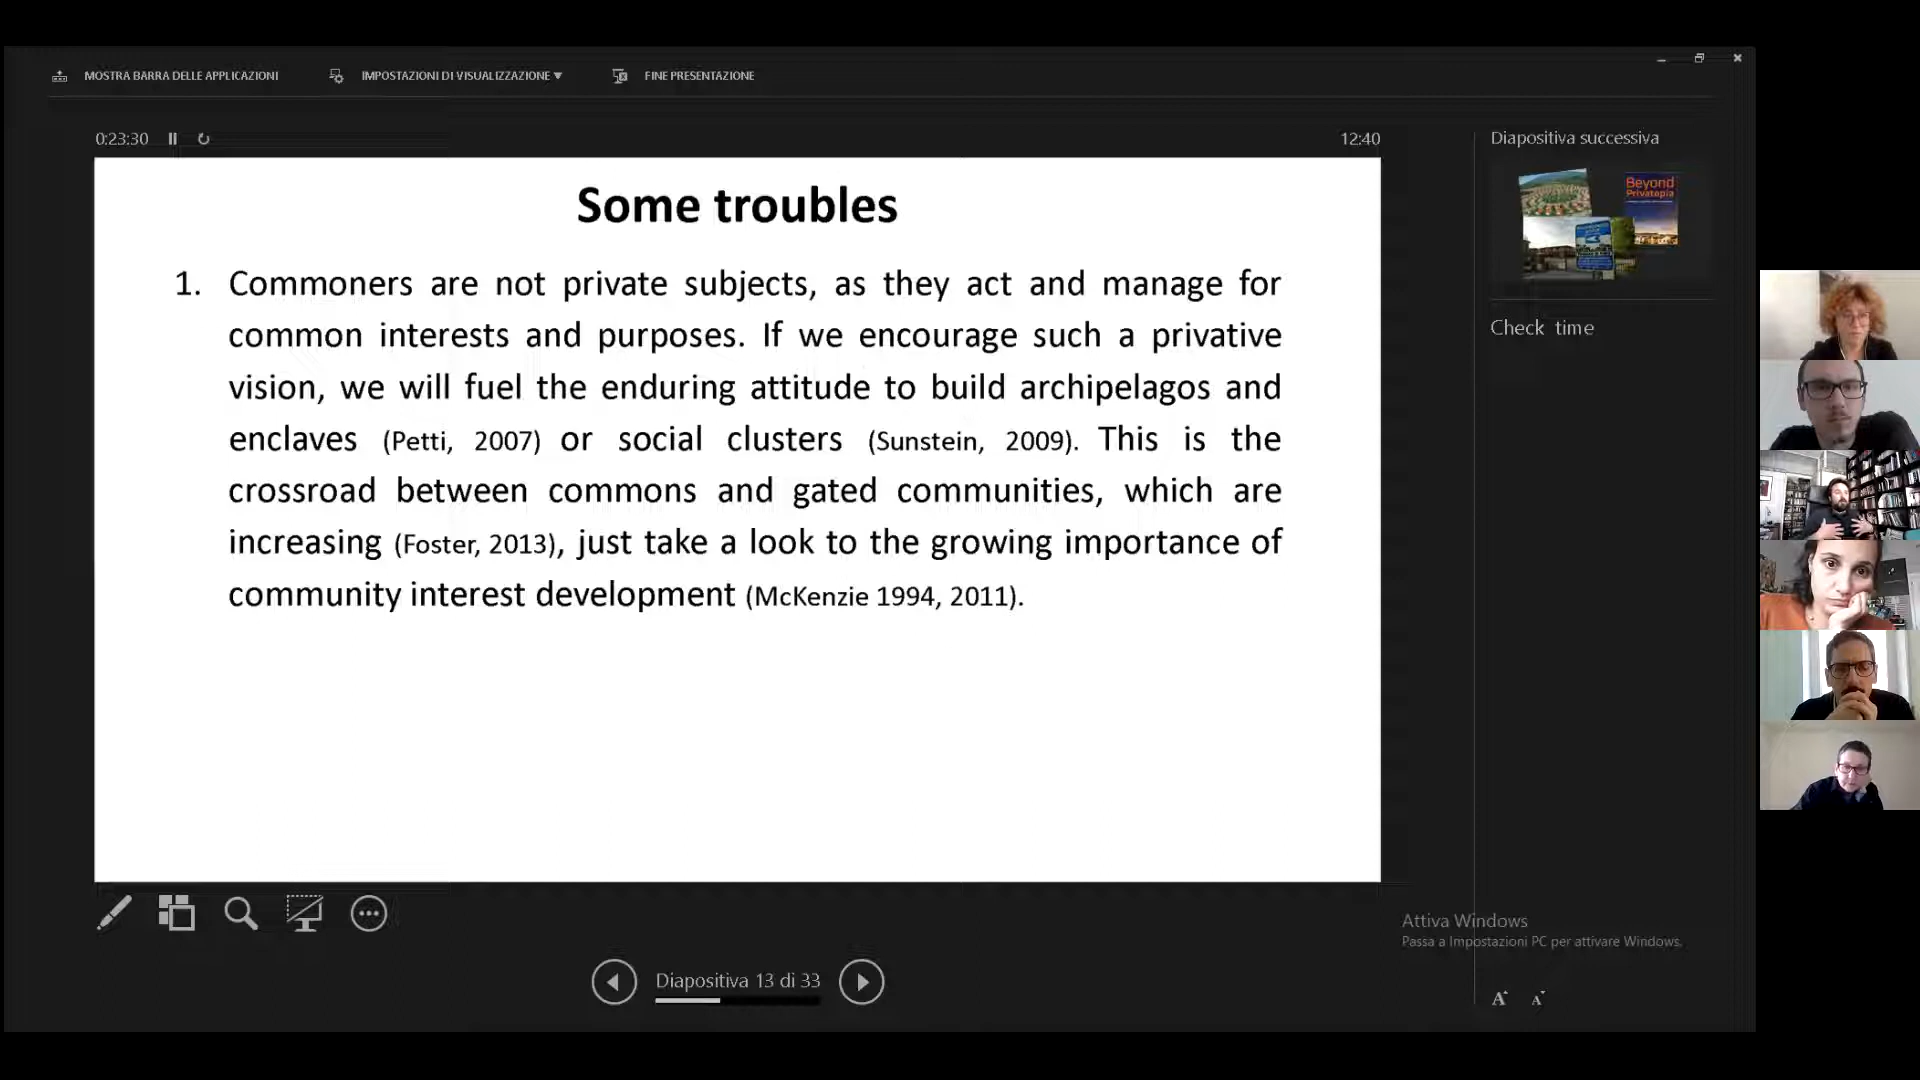 MOSTRA BARRA DELLE APPLICAZIONI
IMPOSTAZIONI DI VISUALIZZAZIONE
FINE PRESENTAZIONE
0:23:30
12:40
Diapositiva successiva
Some troubles
1. Commoners are not private subjects, as they act and manage for
common interests and purposes. If we encourage such a privative
vision, we will fuel the enduring attitude to build archipelagos and
enclaves (Petti, 2007) or social clusters (Sunstein, 2009). This is the
crossroad between commons and gated communities, which are
increasing (Foster, 2013), just take a look to the growing importance of
community interest development (McKenzie 1994, 2011).
Beyond
Privatopia
Check time
Attiva Windows
Passa a Impostazioni PC per attivare Windows.
Diapositiva 13 di 33
A
A